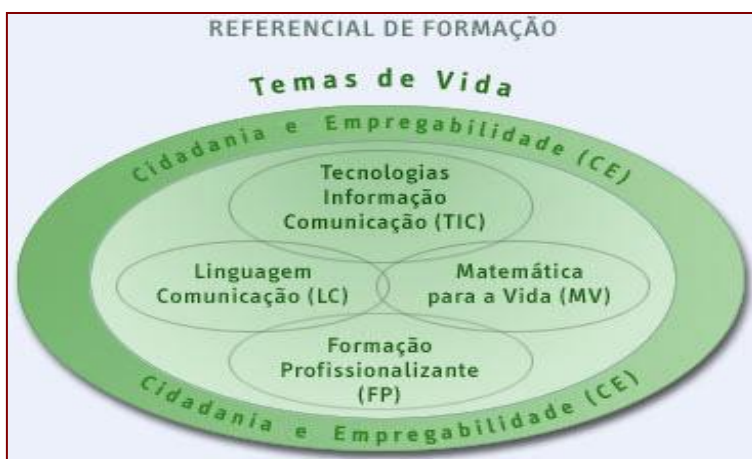 REFERENCIAL DE FORMAÇÃO
Temas de Vida
Cidadania e Empregabilidade (CE)
Tecnologias
Informação
Comunicação (TIC)
Linguagem
Comunicação (LC)
Matemática
para a Vida (MV)
Formação
Profissionalizante
(FP)
Cidadania e Empregabilidade (CE)